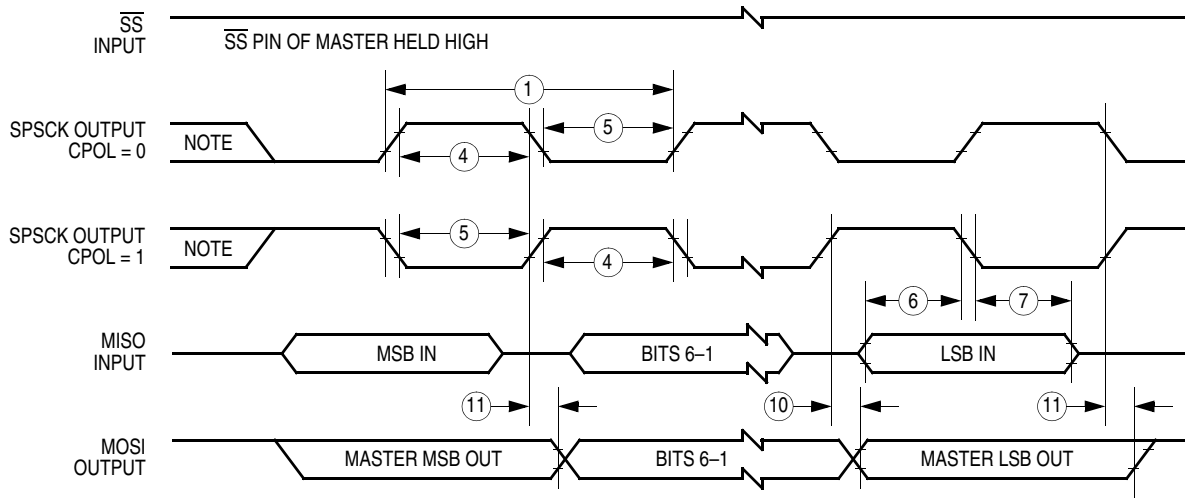 SS
INPUT
SS PIN OF MASTER HELD HIGH
1
SPSCK OUTPUT
CPOL = 0
NOTE
5
4
SPSCK OUTPUT
CPOL = 1
NOTE
5
4
6
7
MISO
INPUT
MSB IN
BITS 6–1
LSB IN
11
10
11
MOSI
OUTPUT
MASTER MSB OUT
BITS 6–1
MASTER LSB OUT